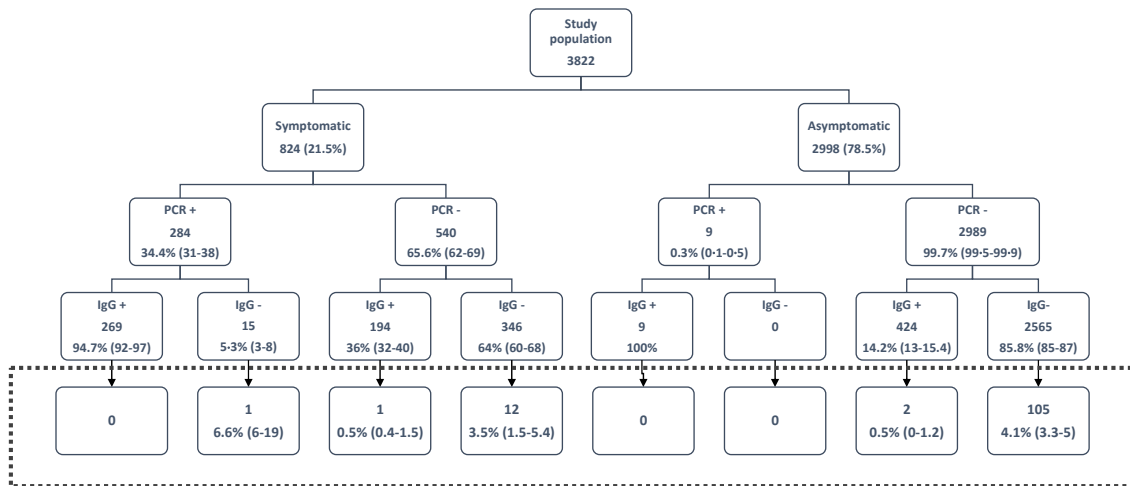 Study
population
3822
Symptomatic
824 (21.5%)
Asymptomatic
2998 (78.5%)
PCR +
284
34.4% (31-38)
PCR -
540
65.6% (62-69)
PCR +
9
0.3% (0·1-0·5)
PCR -
2989
99.7% (99·5-99·9)
IgG +
269
94.7% (92-97)
IgG -
15
5·3% (3-8)
IgG +
194
36% (32-40)
IgG -
346
64% (60-68)
IgG +
9
100%
IgG -
0
IgG +
424
14.2% (13-15.4)
IgG-
2565
85.8% (85-87)
0
1
6.6% (6-19)
1
0.5% (0.4-1.5)
12
3.5% (1.5-5.4)
0
0
2
0.5% (0-1.2)
105
4.1% (3.3-5)